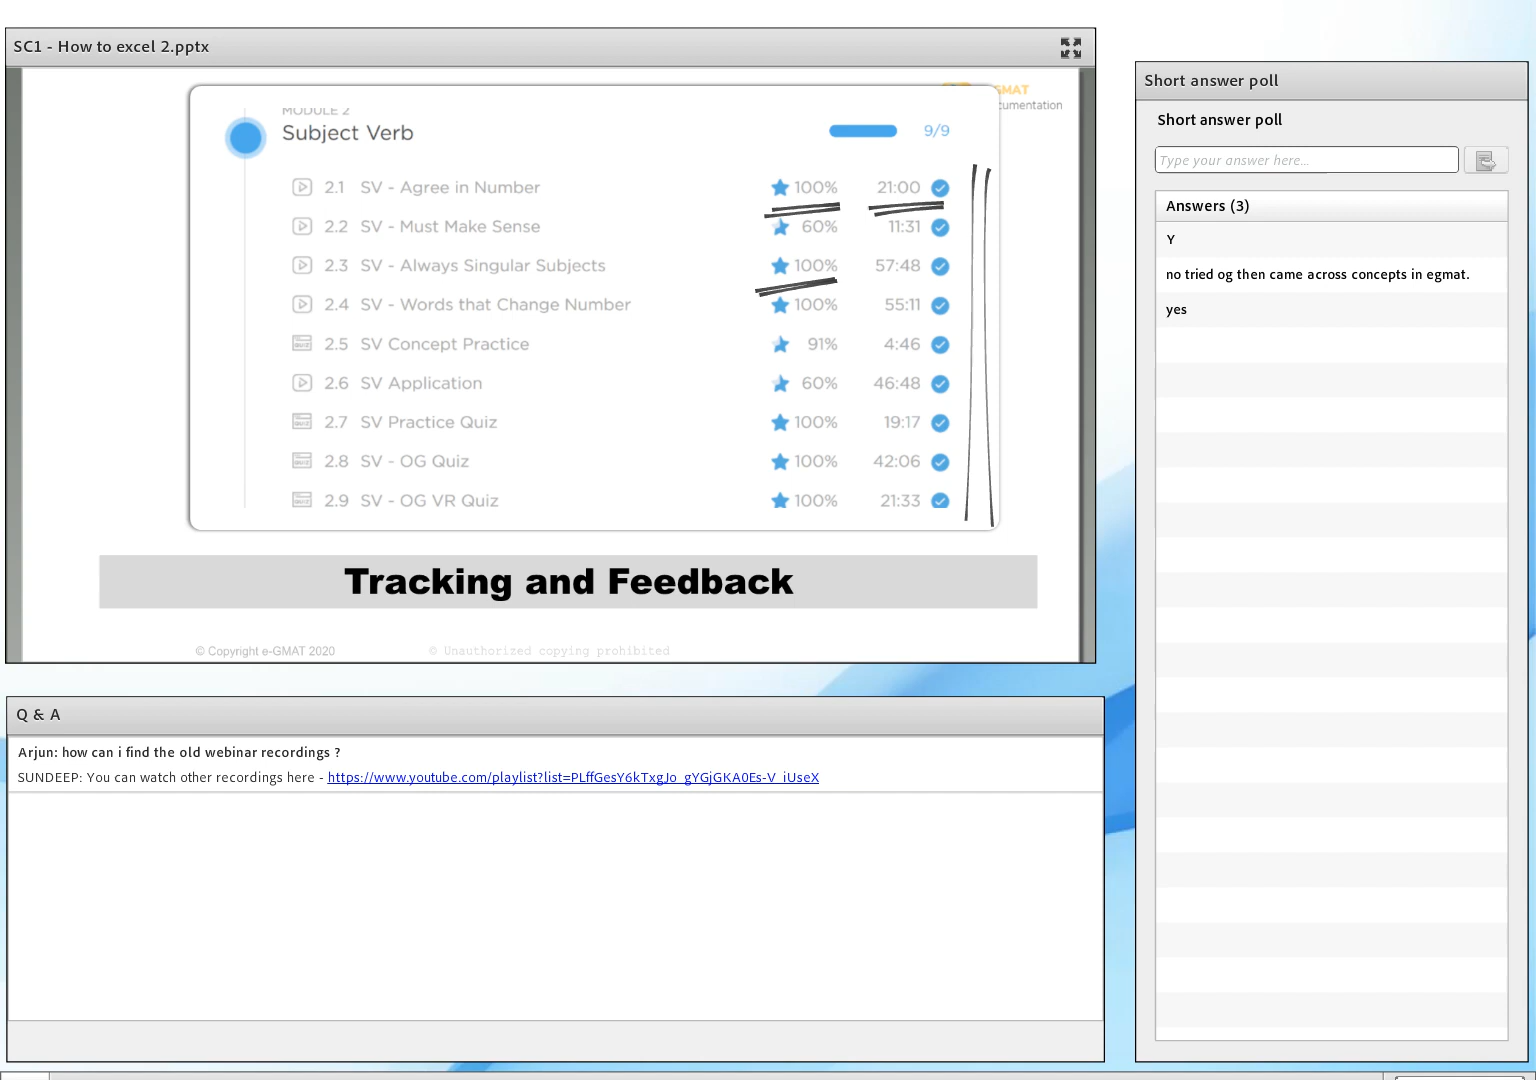 SC1 - How to excel 2.pptx
GMAT
cumentation
MODULE 2
Subject Verb 9/9
2.1 SV - Agree in Number 100% 21:00
2.2 SV - Must Make Sense 60% 11:31
2.3 SV - Always Singular Subjects 100% 57:48
2.4 SV - Words that Change Number 100% 55:11
QUIZ 2.5 SV Concept Practice 91% 4:46
2.6 SV Application 60% 46:48
QUIZ 2.7 SV Practice Quiz 100% 19:17
QUIZ 2.8 SV - OG Quiz 100% 42:06
QUIZ 2.9 SV - OG VR Quiz 100% 21:33
Tracking and Feedback
© Copyright e-GMAT 2020 © Unauthorized copying prohibited
Q & A
Arjun: how can i find the old webinar recordings ?
SUNDEEP: You can watch other recordings here - https://www.youtube.com/playlist?list=PLffGesY6kTxgJo_gYGjGKA0Es-V_iUseX
Short answer poll
Short answer poll
Type your answer here...
Answers (3)
Y
no tried og then came across concepts in egmat.
yes